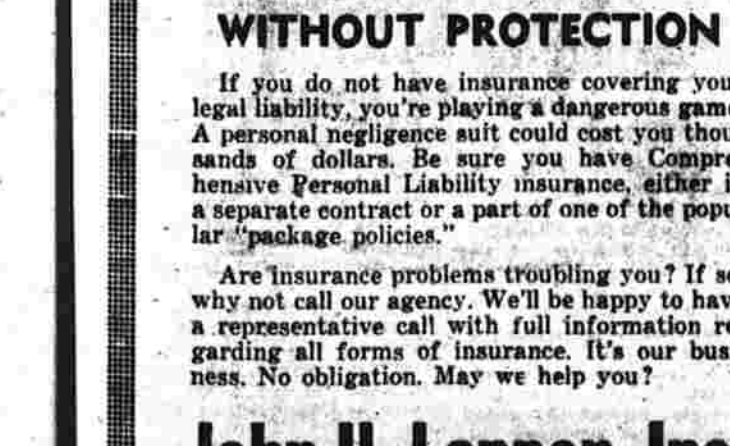 WITHOUT PROTECTION
If you do not have insurance covering you
legal liability, you're playing a dangerous game
A personal negligence suit could cost you thou
sands of dollars. Be sure you have Compre
hensive Personal Liability insurance, either i
a separate contract or a part of one of the popu
lar "package policies."
Are insurance problems troubling you? If so
why not call our agency. We'll be happy to hav
a representative call with full information re
garding all forms of insurance. It's our bus
ness. No obligation. May we help you?
John H.